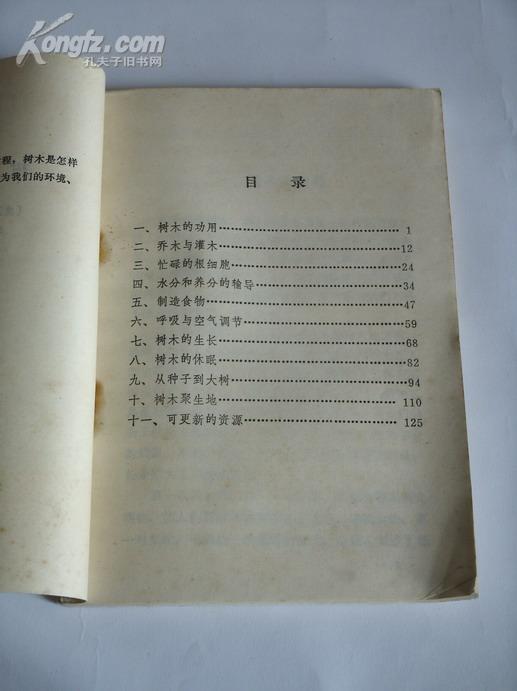 Kongfz.com
孔夫子旧书网
程，树木是怎样
为我们的环境、
目 录
一、树木的功用 1
二、乔木与灌木 12
三、忙碌的根细胞 24
四、水分和养分的输导 34
五、制造食物 47
六、呼吸与空气调节 59
七、树木的生长 68
八、树木的休眠 82
九、从种子到大树 94
十、树木聚生地 110
十一、可更新的资源 125